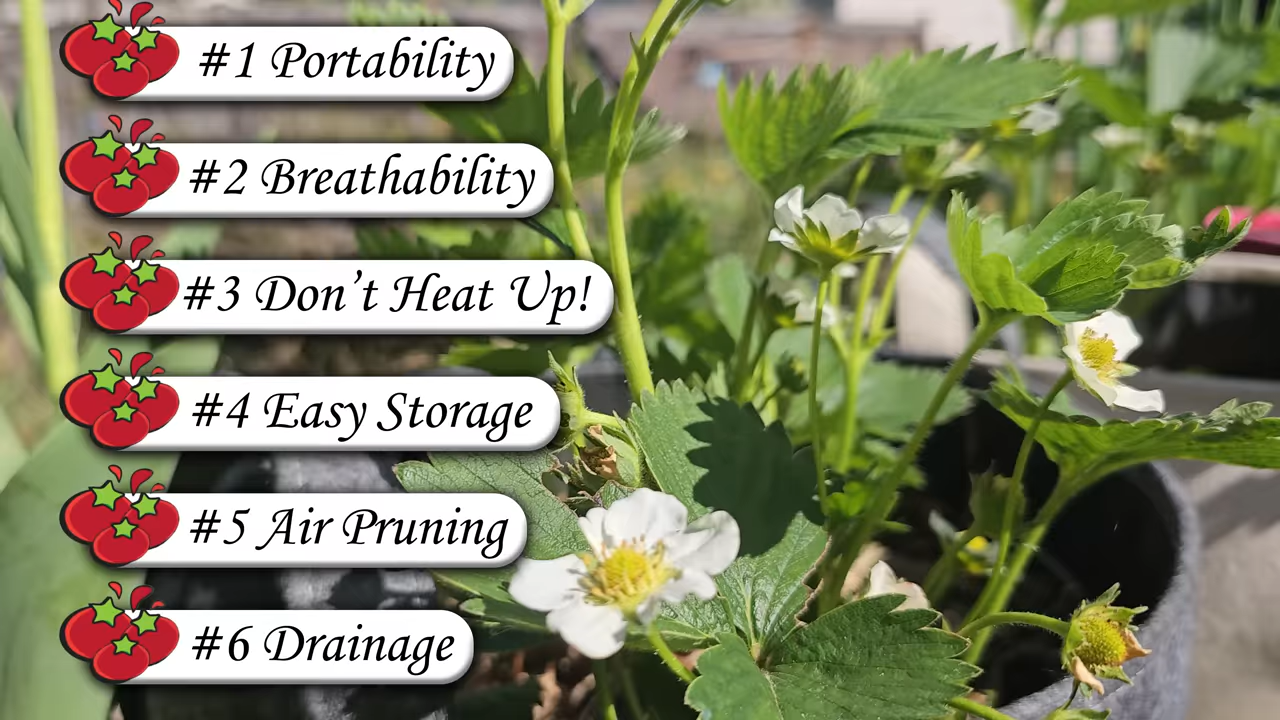 #1 Portability
#2 Breathability
#3 Don't Heat Up!
#4 Easy Storage
#5 Air Pruning
#6 Drainage